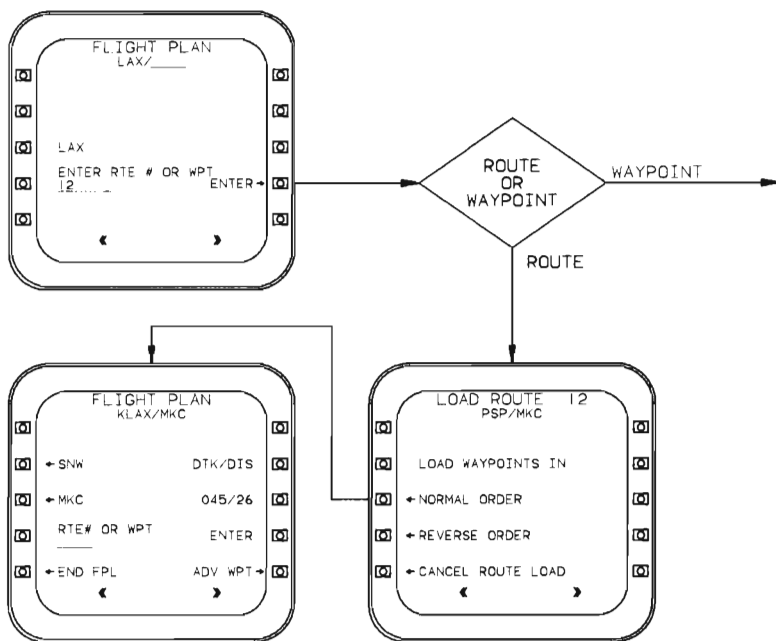 FLIGHT PLAN
LAX/____
LAX
ENTER RTE # OR WPT
12
ENTER→
ROUTE
OR
WAYPOINT
WAYPOINT
ROUTE
FLIGHT PLAN
KLAX/MKC
←SNW DTK/DIS
←MKC 045/26
RTE# OR WPT
____ ENTER
←END FPL ADV WPT→
LOAD ROUTE 12
PSP/MKC
LOAD WAYPOINTS IN
←NORMAL ORDER
←REVERSE ORDER
←CANCEL ROUTE LOAD